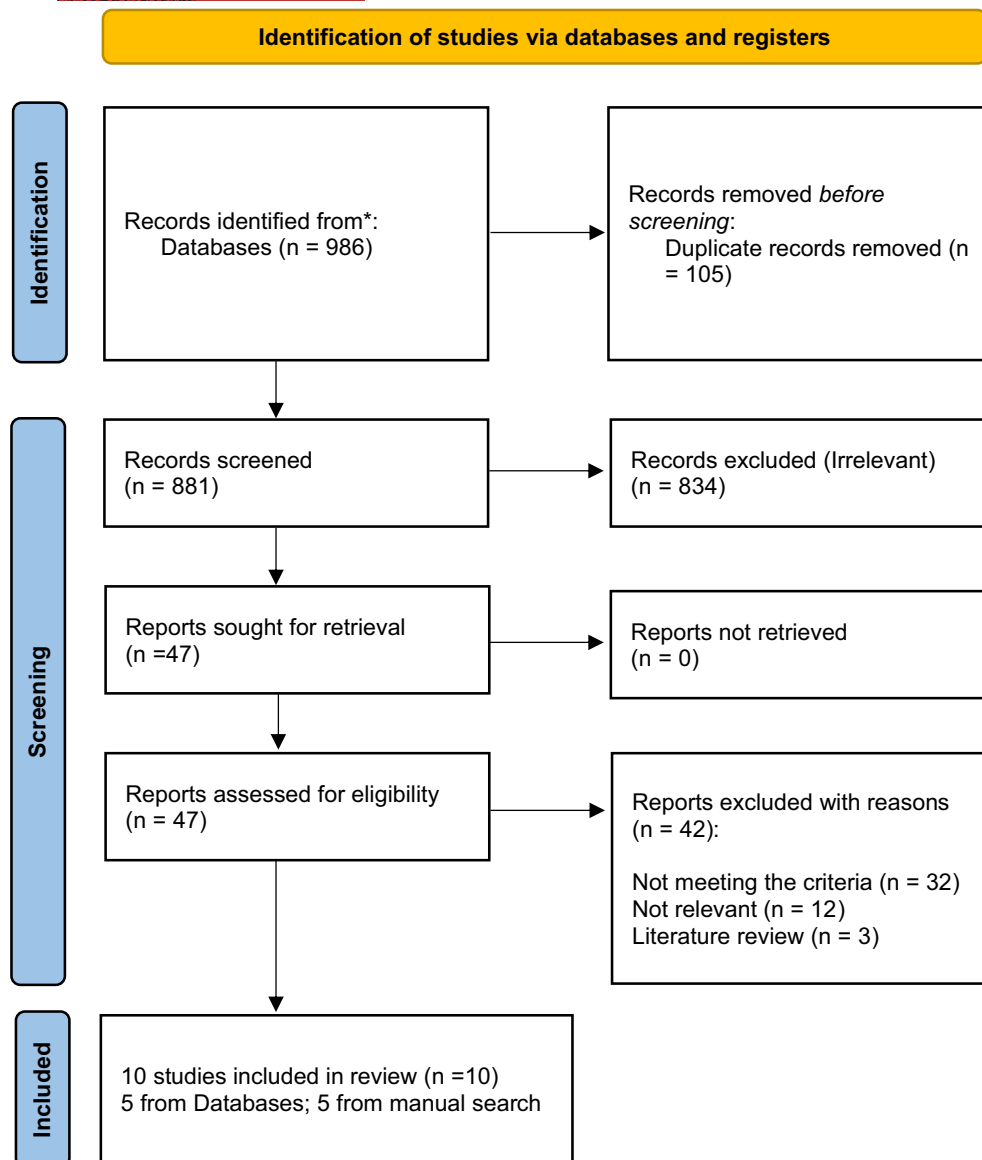 Identification of studies via databases and registers
Identification
Records identified from*:
Databases (n = 986)
Records removed before
screening:
Duplicate records removed (n
= 105)
Screening
Records screened
(n = 881)
Records excluded (Irrelevant)
(n = 834)
Reports sought for retrieval
(n =47)
Reports not retrieved
(n = 0)
Reports assessed for eligibility
(n = 47)
Reports excluded with reasons
(n = 42):
Not meeting the criteria (n = 32)
Not relevant (n = 12)
Literature review (n = 3)
Included
10 studies included in review (n =10)
5 from Databases; 5 from manual search